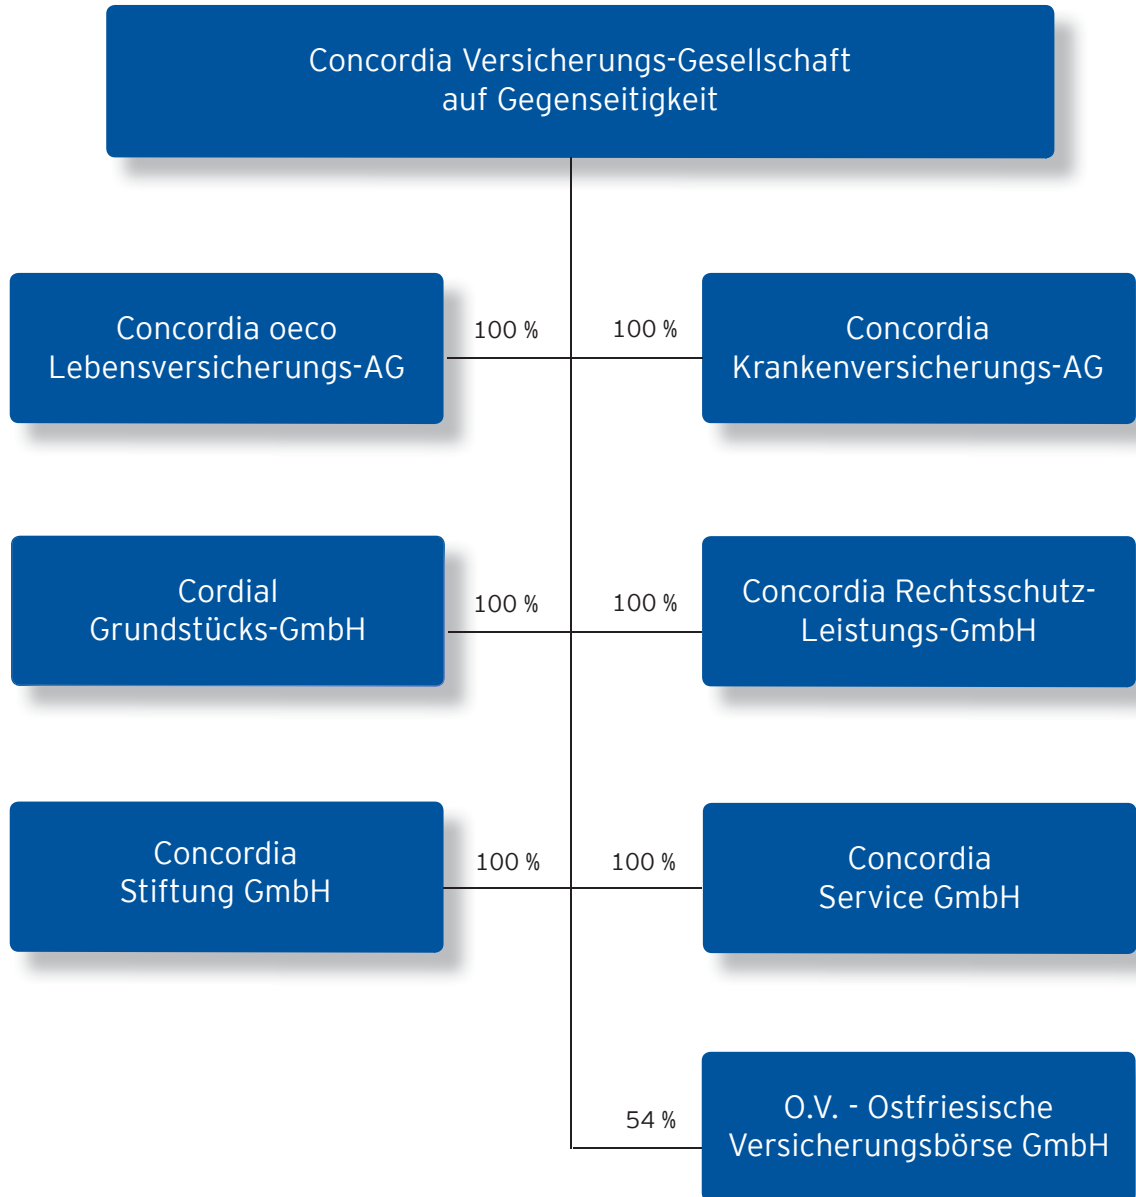 Concordia Versicherungs-Gesellschaft
auf Gegenseitigkeit
Concordia oeco
Lebensversicherungs-AG
100 %
100 %
Concordia
Krankenversicherungs-AG
Cordial
Grundstücks-GmbH
100 %
100 %
Concordia Rechtsschutz-
Leistungs-GmbH
Concordia
Stiftung GmbH
100 %
100 %
Concordia
Service GmbH
54 %
O.V. - Ostfriesische
Versicherungsbörse GmbH